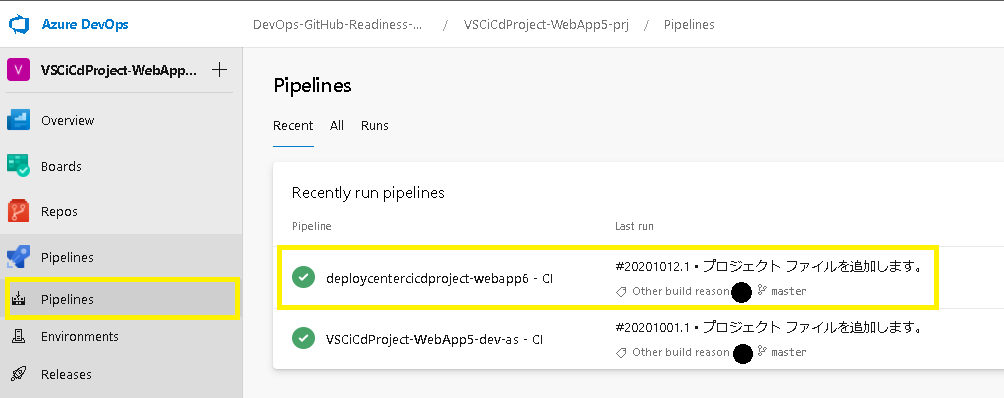 Azure DevOps
DevOps-GitHub-Readiness-... / VSCiCdProject-WebApp5-prj / Pipelines
V VSCiCdProject-WebApp... +
Overview
Boards
Repos
Pipelines
Pipelines
Environments
Releases
Pipelines
Recent All Runs
Recently run pipelines
Pipeline Last run
deploycentercicdproject-webapp6 - CI
#20201012.1 • プロジェクト ファイルを追加します。
Other build reason master
VSCiCdProject-WebApp5-dev-as - CI
#20201001.1 • プロジェクト ファイルを追加します。
Other build reason master